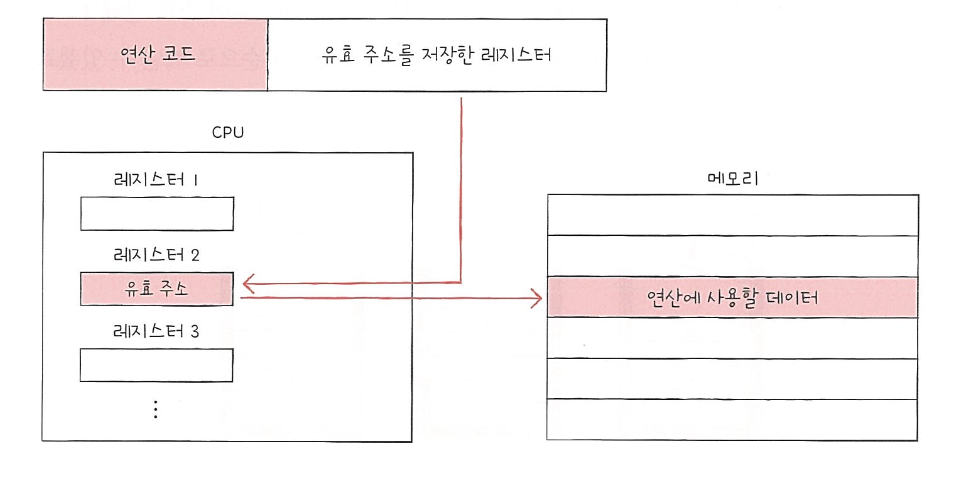 연산 코드
유효 주소를 저장한 레지스터
CPU
레지스터 1
레지스터 2
유효 주소
레지스터 3
⋮
메모리
연산에 사용할 데이터